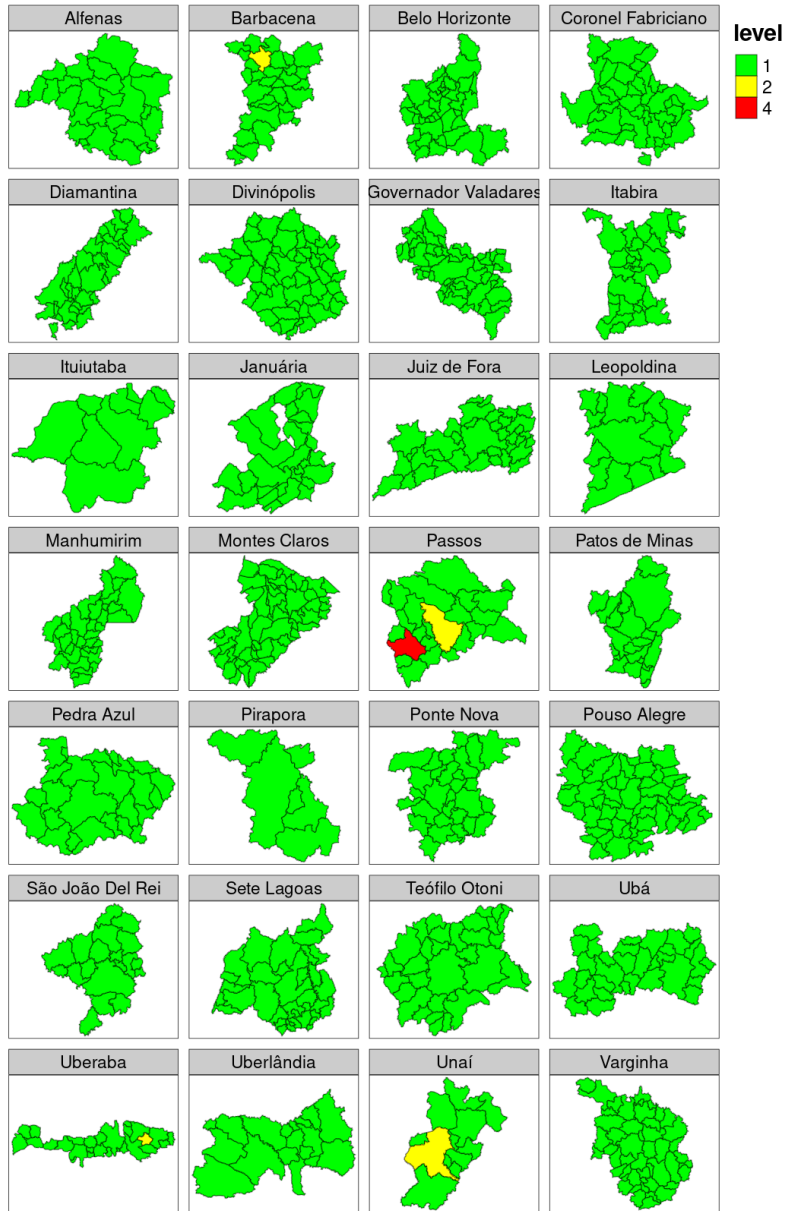 Alfenas
Barbacena
Belo Horizonte
Coronel Fabriciano
level
1
2
4
Diamantina
Divinópolis
Governador Valadares
Itabira
Ituiutaba
Januária
Juiz de Fora
Leopoldina
Manhumirim
Montes Claros
Passos
Patos de Minas
Pedra Azul
Pirapora
Ponte Nova
Pouso Alegre
São João Del Rei
Sete Lagoas
Teófilo Otoni
Ubá
Uberaba
Uberlândia
Unaí
Varginha